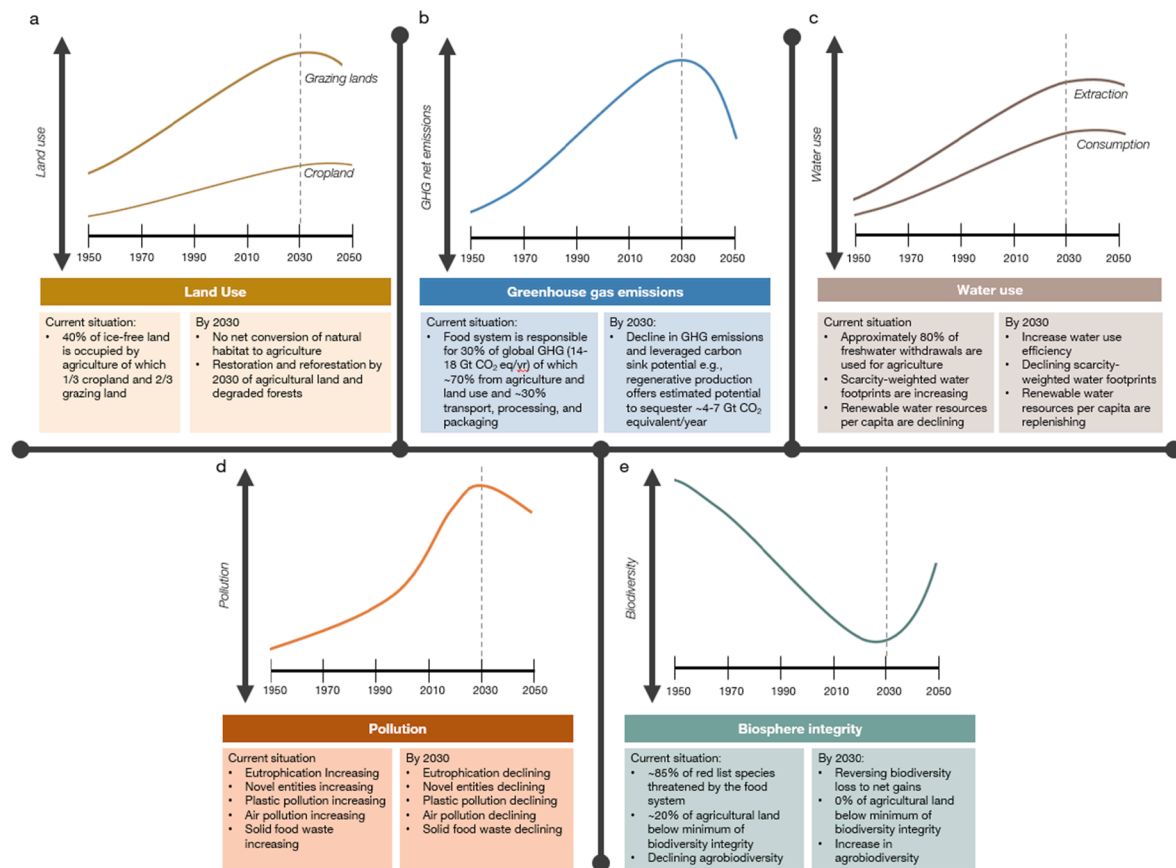 a
Land use
Grazing lands
Cropland
1950 1970 1990 2010 2030 2050
Land Use
Current situation:
• 40% of ice-free land
is occupied by
agriculture of which
1/3 cropland and 2/3
grazing land
By 2030
• No net conversion of natural
habitat to agriculture
• Restoration and reforestation by
2030 of agricultural land and
degraded forests
b
GHG net emissions
1950 1970 1990 2010 2030 2050
Greenhouse gas emissions
Current situation:
• Food system is responsible
for 30% of global GHG (14-
18 Gt CO₂ eq/yr) of which
~70% from agriculture and
land use and ~30%
transport, processing, and
packaging
By 2030:
• Decline in GHG emissions
and leveraged carbon
sink potential e.g.,
regenerative production
offers estimated potential
to sequester ~4-7 Gt CO₂
equivalent/year
c
Water use
Extraction
Consumption
1950 1970 1990 2010 2030 2050
Water use
Current situation
• Approximately 80% of
freshwater withdrawals are
used for agriculture
• Scarcity-weighted water
footprints are increasing
• Renewable water resources
per capita are declining
By 2030
• Increase water use
efficiency
• Declining scarcity-
weighted water footprints
• Renewable water
resources per capita are
replenishing
d
Pollution
1950 1970 1990 2010 2030 2050
Pollution
Current situation
• Eutrophication Increasing
• Novel entities increasing
• Plastic pollution increasing
• Air pollution increasing
• Solid food waste
increasing
By 2030
• Eutrophication declining
• Novel entities declining
• Plastic pollution declining
• Air pollution declining
• Solid food waste declining
e
Biodiversity
1950 1970 1990 2010 2030 2050
Biosphere integrity
Current situation:
• ~85% of red list species
threatened by the food
system
• ~20% of agricultural land
below minimum of
biodiversity integrity
• Declining agrobiodiversity
By 2030:
• Reversing biodiversity
loss to net gains
• 0% of agricultural land
below minimum of
biodiversity integrity
• Increase in
agrobiodiversity